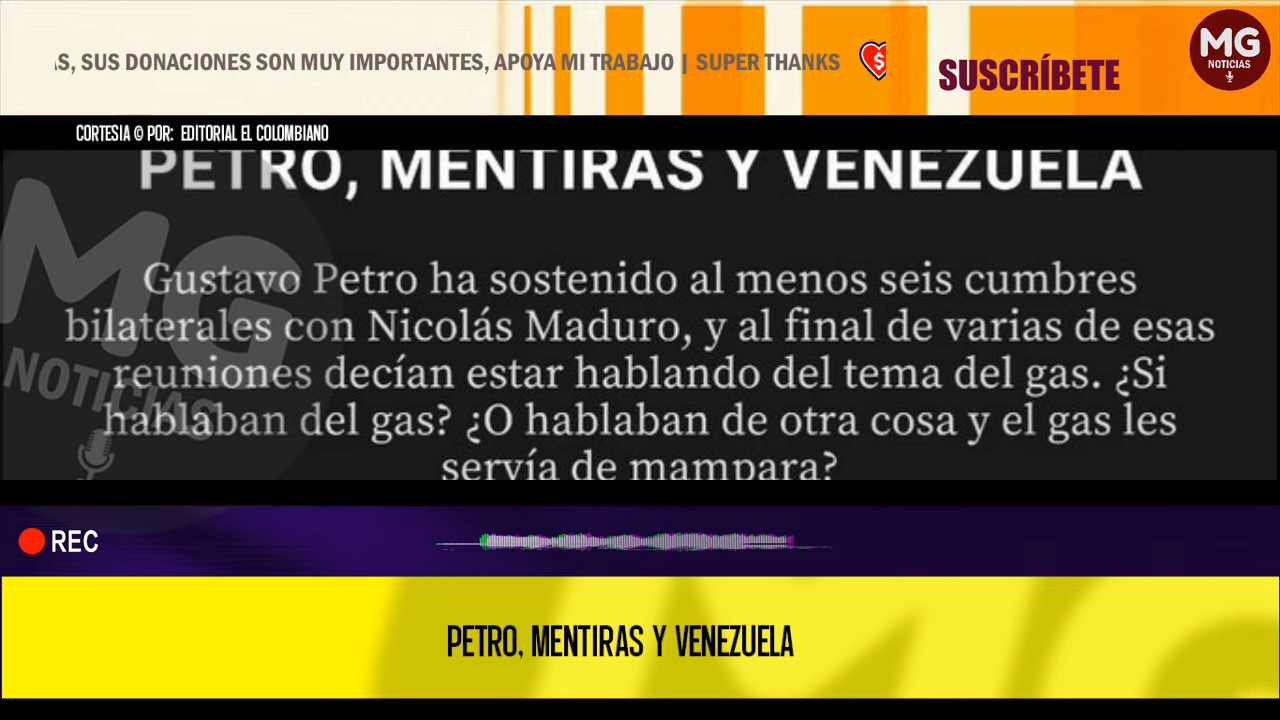 S, SUS DONACIONES SON MUY IMPORTANTES, APOYA MI TRABAJO | SUPER THANKS
$
SUSCRÍBETE
MG
NOTICIAS
CORTESIA © POR: EDITORIAL EL COLOMBIANO
PETRO, MENTIRAS Y VENEZUELA
MG
NOTICIAS
Gustavo Petro ha sostenido al menos seis cumbres
bilaterales con Nicolás Maduro, y al final de varias de esas
reuniones decían estar hablando del tema del gas. ¿Si
hablaban del gas? ¿O hablaban de otra cosa y el gas les
servía de mampara?
REC
PETRO, MENTIRAS Y VENEZUELA